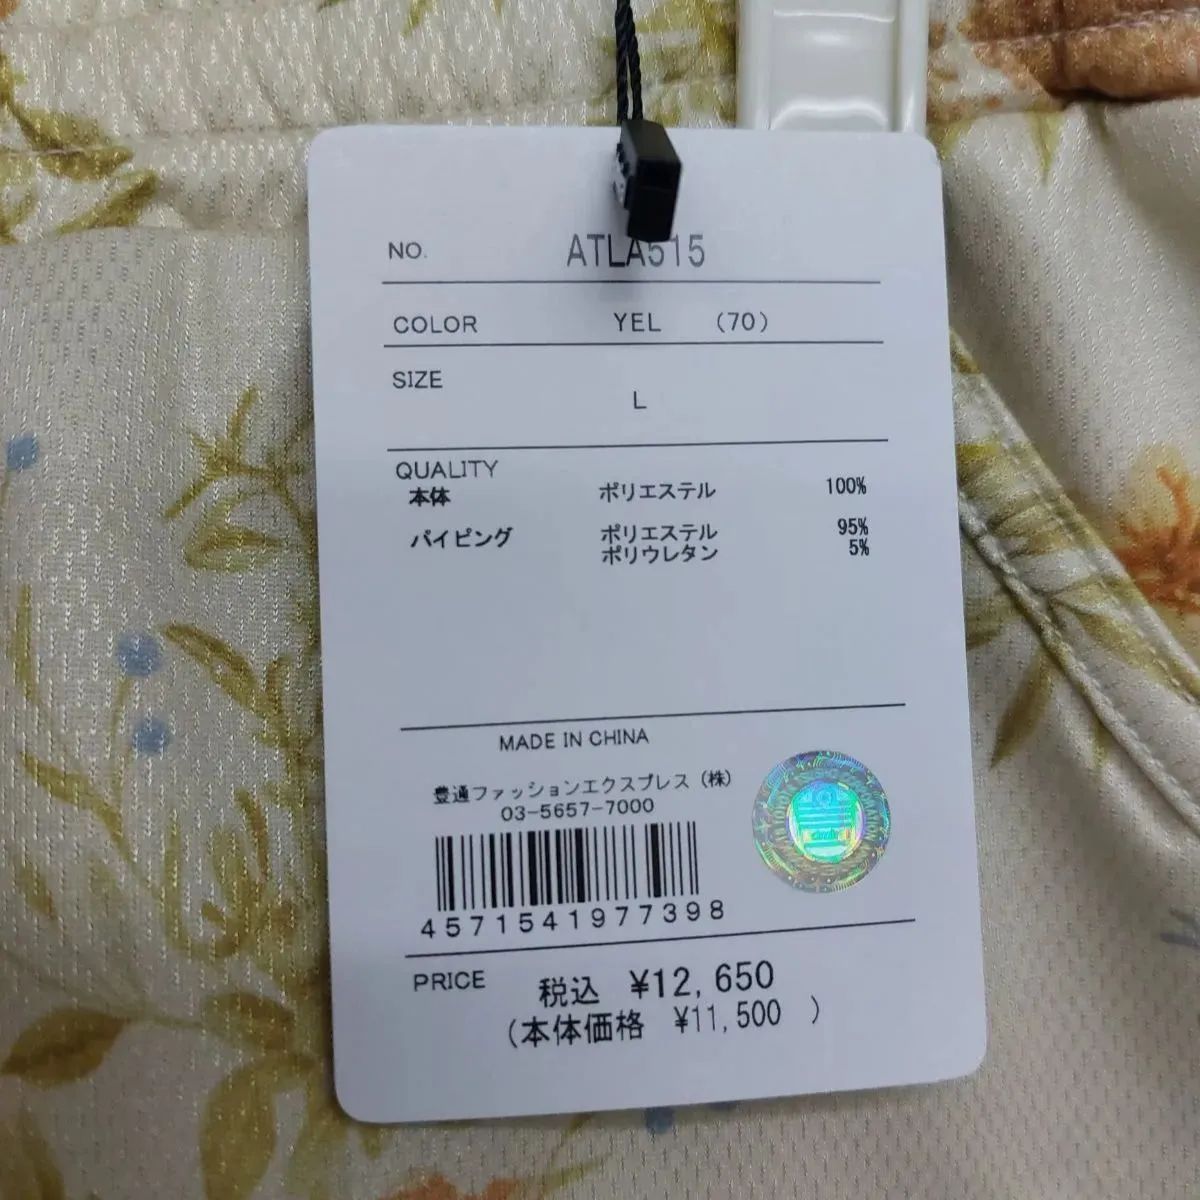 NO. ATLA515
COLOR YEL （70）
SIZE
L
QUALITY
本体 ポリエステル 100%
パイピング ポリエステル 95%
ポリウレタン 5%
MADE IN CHINA
豊通ファッションエクスプレス（株）
03-5657-7000
4571541977398
PRICE 税込 ¥12,650
（本体価格 ¥11,500 ）